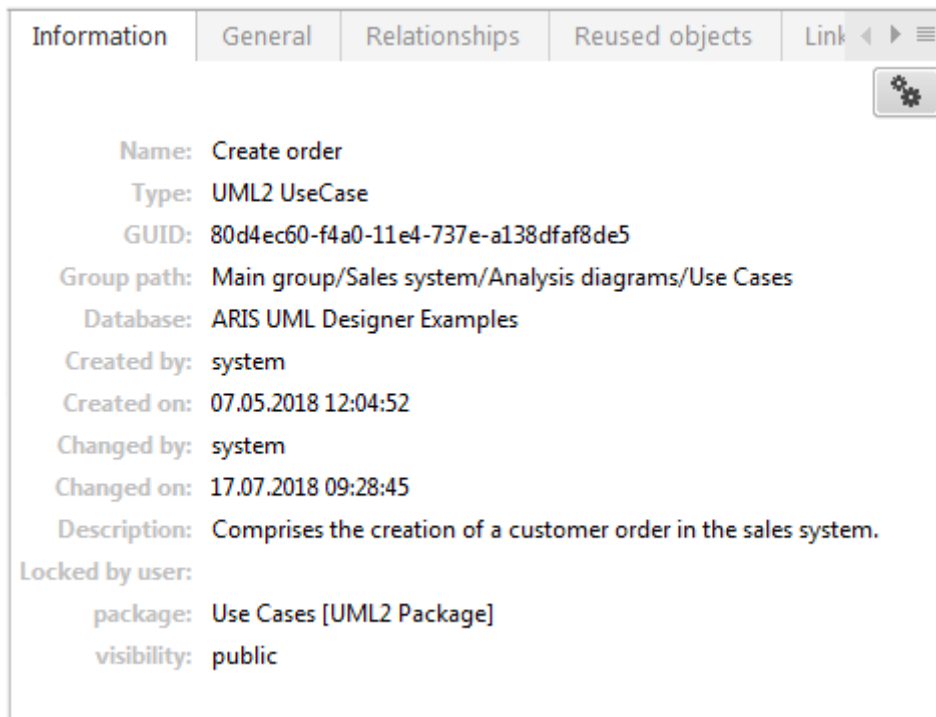 Information General Relationships Reused objects Link
Name: Create order
Type: UML2 UseCase
GUID: 80d4ec60-f4a0-11e4-737e-a138dfaf8de5
Group path: Main group/Sales system/Analysis diagrams/Use Cases
Database: ARIS UML Designer Examples
Created by: system
Created on: 07.05.2018 12:04:52
Changed by: system
Changed on: 17.07.2018 09:28:45
Description: Comprises the creation of a customer order in the sales system.
Locked by user:
package: Use Cases [UML2 Package]
visibility: public